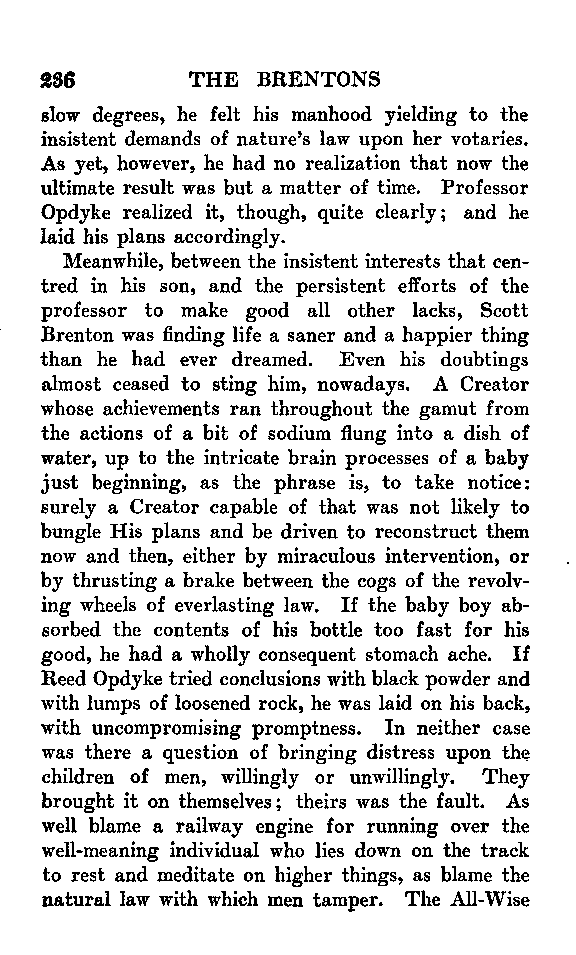 236 THE BRENTONS
slow degrees, he felt his manhood yielding to the
insistent demands of nature's law upon her votaries.
As yet, however, he had no realization that now the
ultimate result was but a matter of time. Professor
Opdyke realized it, though, quite clearly; and he
laid his plans accordingly.
Meanwhile, between the insistent interests that cen-
tred in his son, and the persistent efforts of the
professor to make good all other lacks, Scott
Brenton was finding life a saner and a happier thing
than he had ever dreamed. Even his doubtings
almost ceased to sting him, nowadays. A Creator
whose achievements ran throughout the gamut from
the actions of a bit of sodium flung into a dish of
water, up to the intricate brain processes of a baby
just beginning, as the phrase is, to take notice:
surely a Creator capable of that was not likely to
bungle His plans and be driven to reconstruct them
now and then, either by miraculous intervention, or
by thrusting a brake between the cogs of the revolv-
ing wheels of everlasting law. If the baby boy ab-
sorbed the contents of his bottle too fast for his
good, he had a wholly consequent stomach ache. If
Reed Opdyke tried conclusions with black powder and
with lumps of loosened rock, he was laid on his back,
with uncompromising promptness. In neither case
was there a question of bringing distress upon the
children of men, willingly or unwillingly. They
brought it on themselves; theirs was the fault. As
well blame a railway engine for running over the
well-meaning individual who lies down on the track
to rest and meditate on higher things, as blame the
natural law with which men tamper. The All-Wise